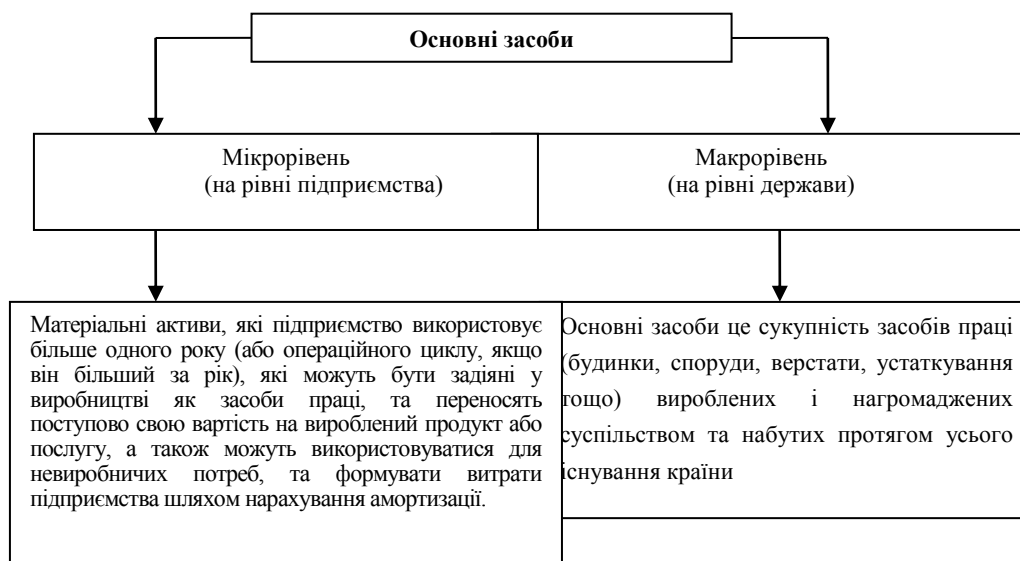 Основні засоби
Мікрорівень
(на рівні підприємства)
Макрорівень
(на рівні держави)
Матеріальні активи, які підприємство використовує
більше одного року (або операційного циклу, якщо
він більший за рік), які можуть бути задіяні у
виробництві як засоби праці, та переносять
поступово свою вартість на вироблений продукт або
послугу, а також можуть використовуватися для
невиробничих потреб, та формувати витрати
підприємства шляхом нарахування амортизації.
Основні засоби це сукупність засобів праці
(будинки, споруди, верстати, устаткування
тощо) вироблених і нагромаджених
суспільством та набутих протягом усього
існування країни